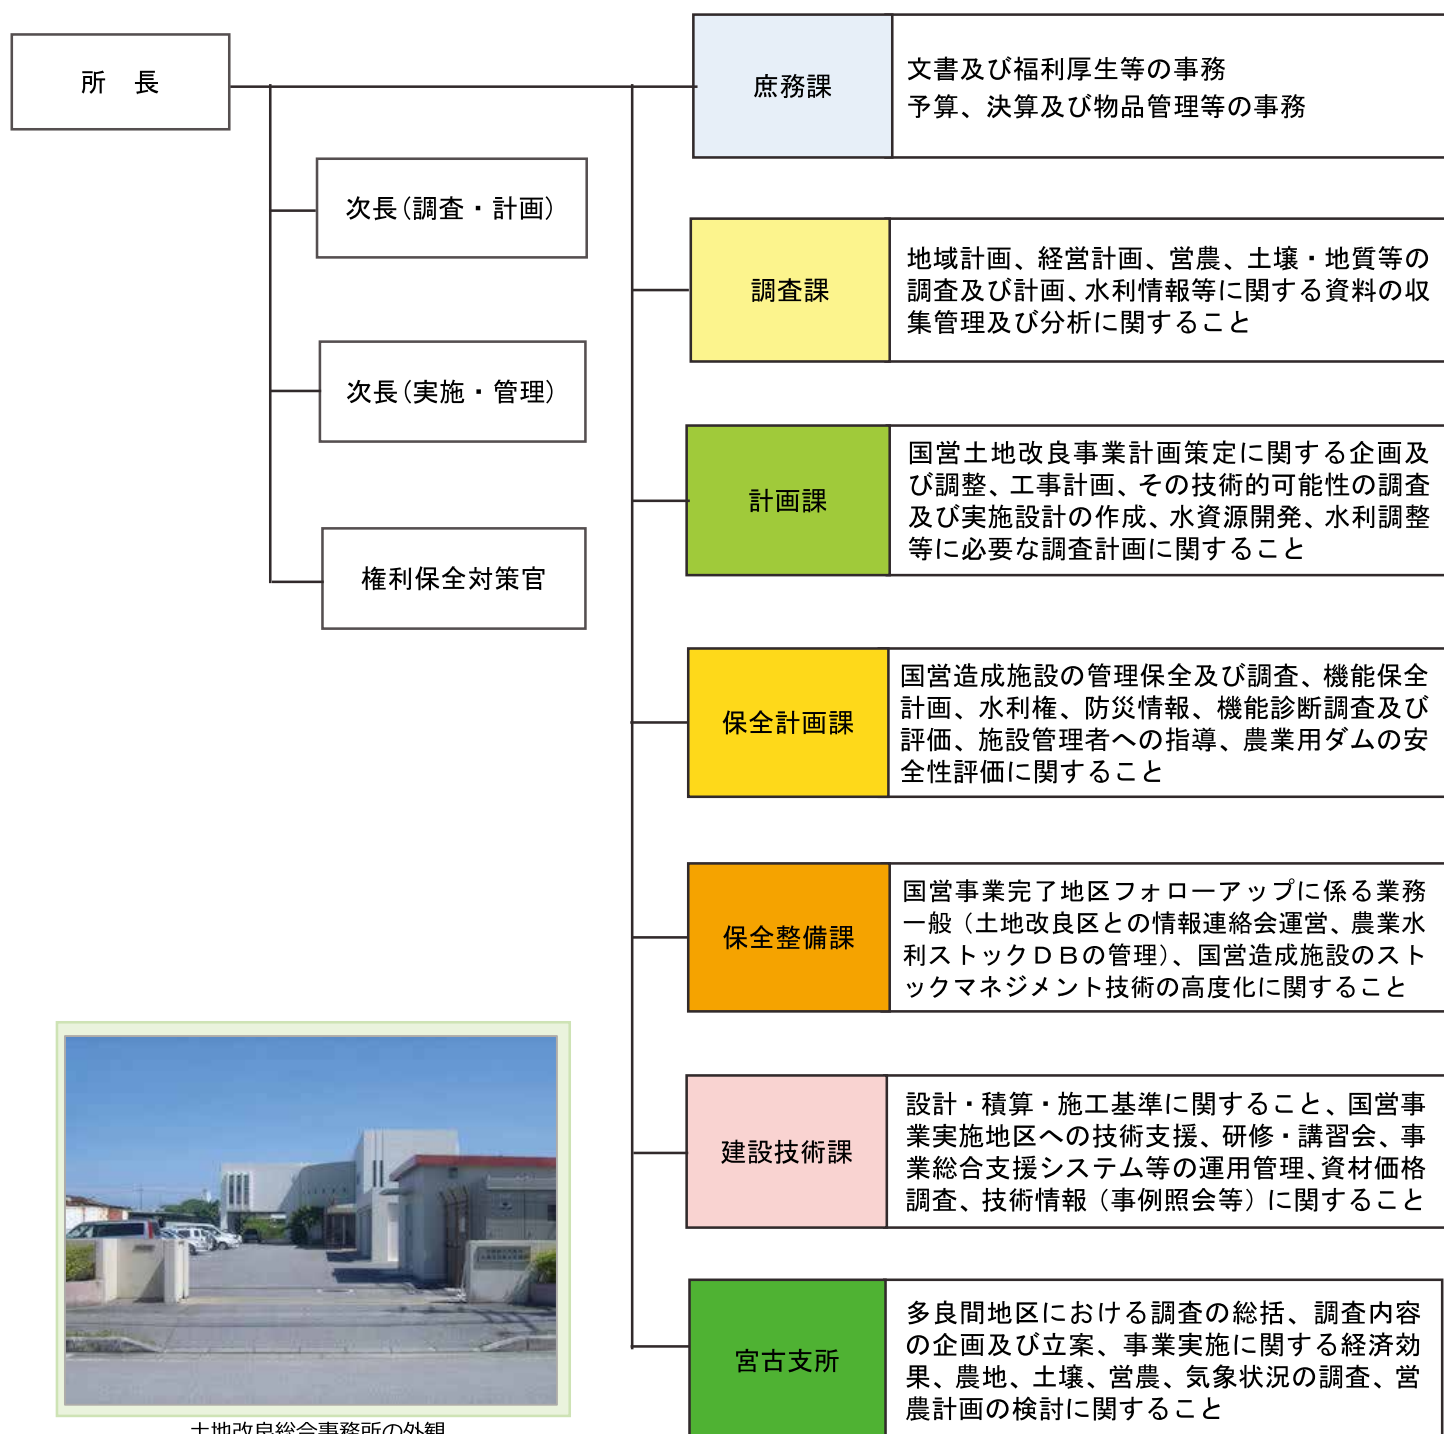 所　長
次長（調査・計画）
次長（実施・管理）
権利保全対策官
庶務課
文書及び福利厚生等の事務
予算、決算及び物品管理等の事務
調査課
地域計画、経営計画、営農、土壌・地質等の
調査及び計画、水利情報等に関する資料の収
集管理及び分析に関すること
計画課
国営土地改良事業計画策定に関する企画及
び調整、工事計画、その技術的可能性の調査
及び実施設計の作成、水資源開発、水利調整
等に必要な調査計画に関すること
保全計画課
国営造成施設の管理保全及び調査、機能保全
計画、水利権、防災情報、機能診断調査及び
評価、施設管理者への指導、農業用ダムの安
全性評価に関すること
保全整備課
国営事業完了地区フォローアップに係る業務
一般（土地改良区との情報連絡会運営、農業水
利ストックＤＢの管理）、国営造成施設のスト
ックマネジメント技術の高度化に関すること
建設技術課
設計・積算・施工基準に関すること、国営事
業実施地区への技術支援、研修・講習会、事
業総合支援システム等の運用管理、資材価格
調査、技術情報（事例照会等）に関すること
宮古支所
多良間地区における調査の総括、調査内容
の企画及び立案、事業実施に関する経済効
果、農地、土壌、営農、気象状況の調査、営
農計画の検討に関すること
土地改良総合事務所の外観